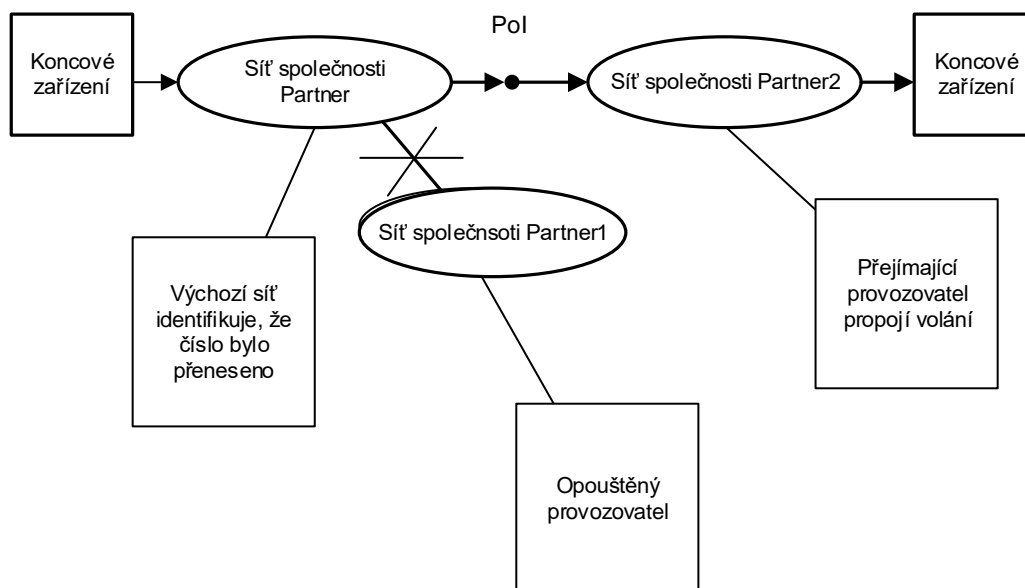 PoI
Koncové
zařízení
Síť společnosti
Partner
Síť společnosti Partner2
Koncové
zařízení
Síť společnsoti Partner1
Výchozí síť
identifikuje, že
číslo bylo
přeneseno
Přejímající
provozovatel
propojí volání
Opouštěný
provozovatel